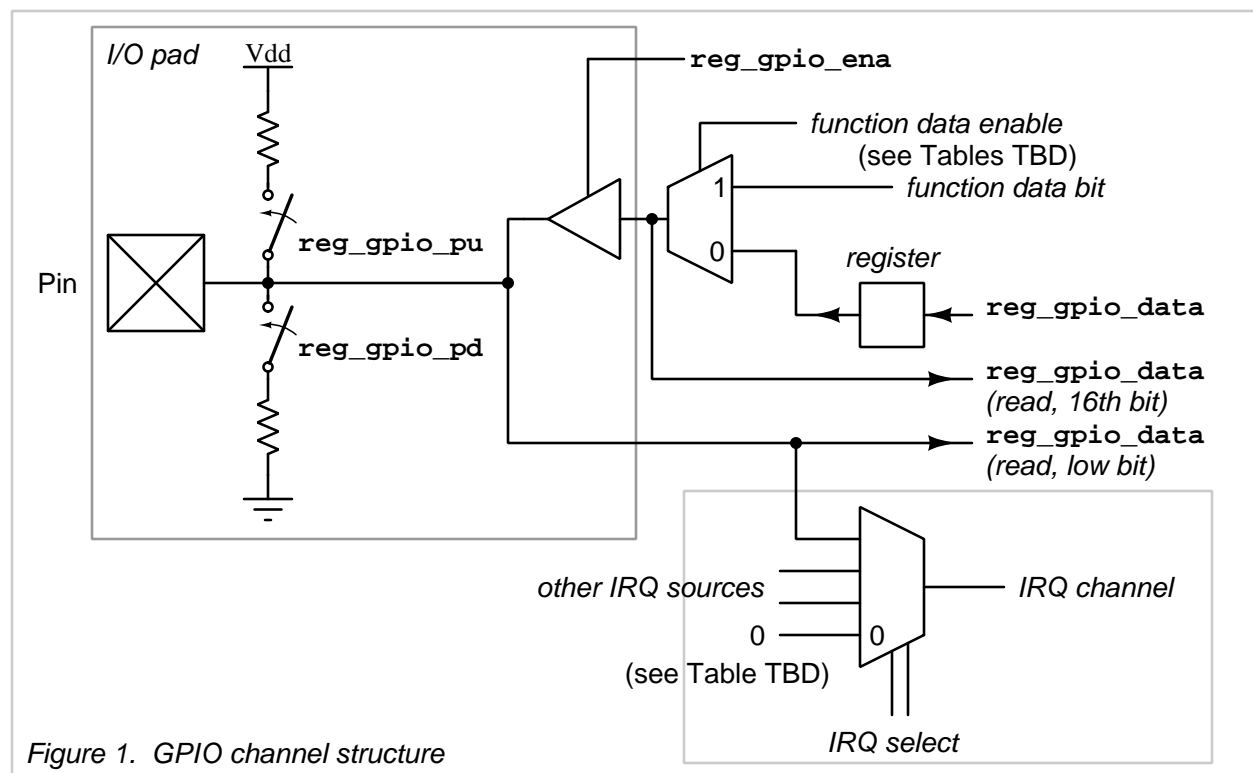 I/O pad
Vdd
reg_gpio_ena
function data enable
(see Tables TBD)
1
function data bit
reg_gpio_pu
0
register
Pin
reg_gpio_data
reg_gpio_pd
reg_gpio_data
(read, 16th bit)
reg_gpio_data
(read, low bit)
other IRQ sources
IRQ channel
0
0
(see Table TBD)
IRQ select
Figure 1. GPIO channel structure